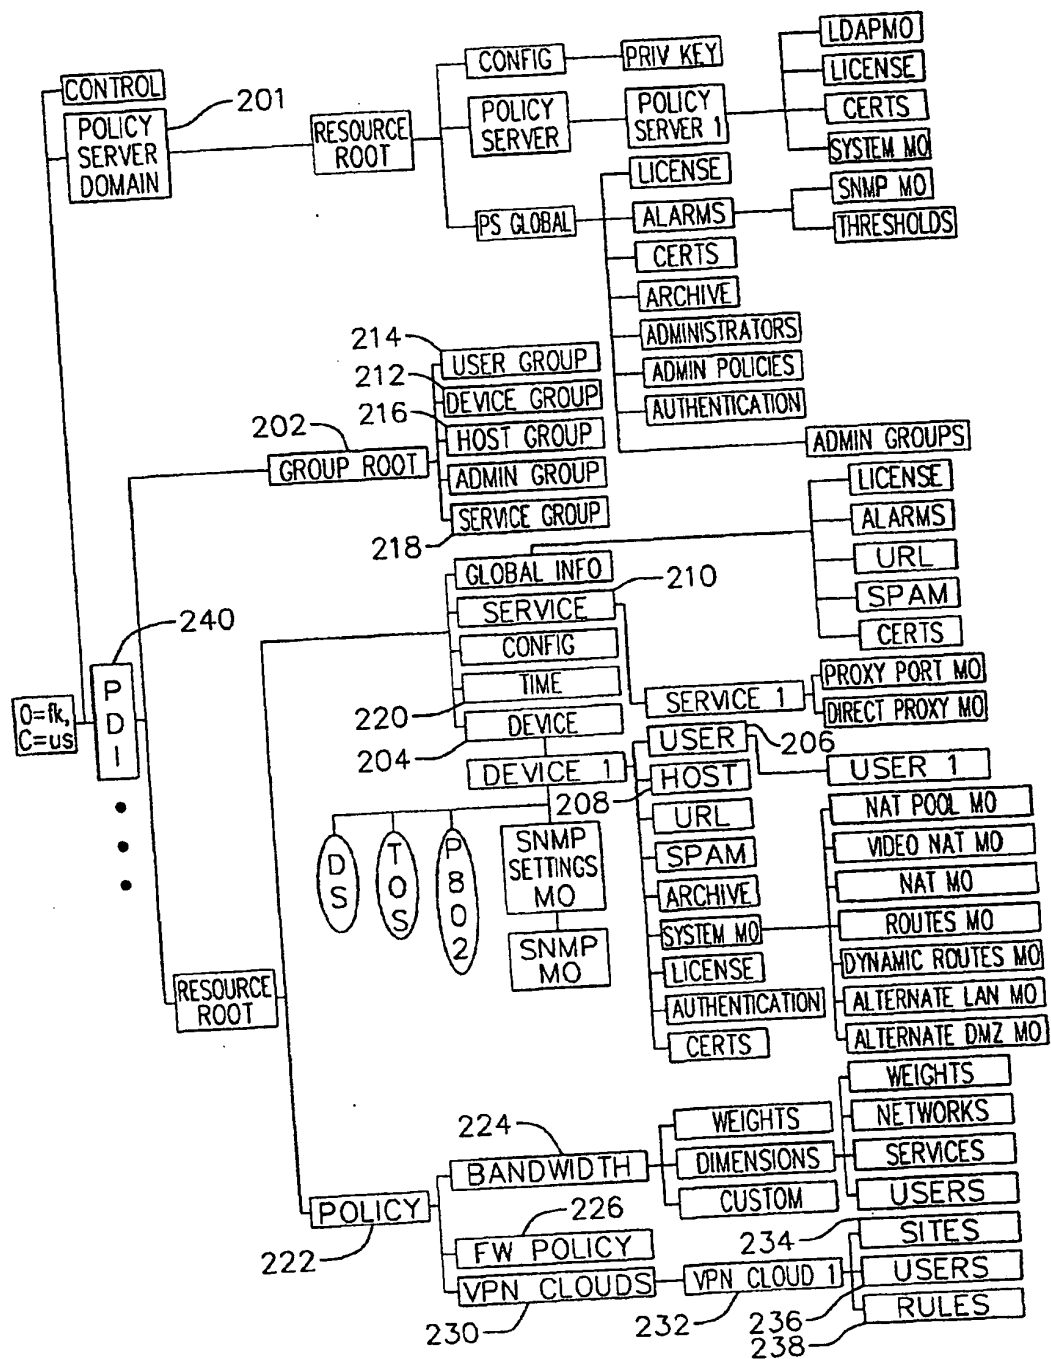 LDAPMO
CONFIG
PRIV KEY
CONTROL
LICENSE
201
POLICY
SERVER
DOMAIN
RESOURCE
ROOT
POLICY
SERVER
POLICY
SERVER 1
CERTS
SYSTEM MO
LICENSE
SNMP MO
PS GLOBAL
ALARMS
THRESHOLDS
CERTS
ARCHIVE
ADMINISTRATORS
ADMIN POLICIES
AUTHENTICATION
ADMIN GROUPS
214
USER GROUP
212
DEVICE GROUP
216
HOST GROUP
202
GROUP ROOT
ADMIN GROUP
SERVICE GROUP
218
LICENSE
ALARMS
URL
SPAM
CERTS
GLOBAL INFO
210
SERVICE
CONFIG
TIME
220
DEVICE
204
DEVICE 1
240
P
D
I
O=fk,
C=us
SERVICE 1
PROXY PORT MO
DIRECT PROXY MO
USER
206
USER 1
HOST
208
URL
SPAM
ARCHIVE
SYSTEM MO
LICENSE
AUTHENTICATION
CERTS
NAT POOL MO
VIDEO NAT MO
NAT MO
ROUTES MO
DYNAMIC ROUTES MO
ALTERNATE LAN MO
ALTERNATE DMZ MO
DS
TOS
P802
SNMP
SETTINGS
MO
SNMP
MO
RESOURCE
ROOT
224
BANDWIDTH
WEIGHTS
DIMENSIONS
CUSTOM
WEIGHTS
NETWORKS
SERVICES
USERS
POLICY
222
226
FW POLICY
VPN CLOUDS
230
VPN CLOUD 1
232
234
SITES
USERS
236
RULES
238